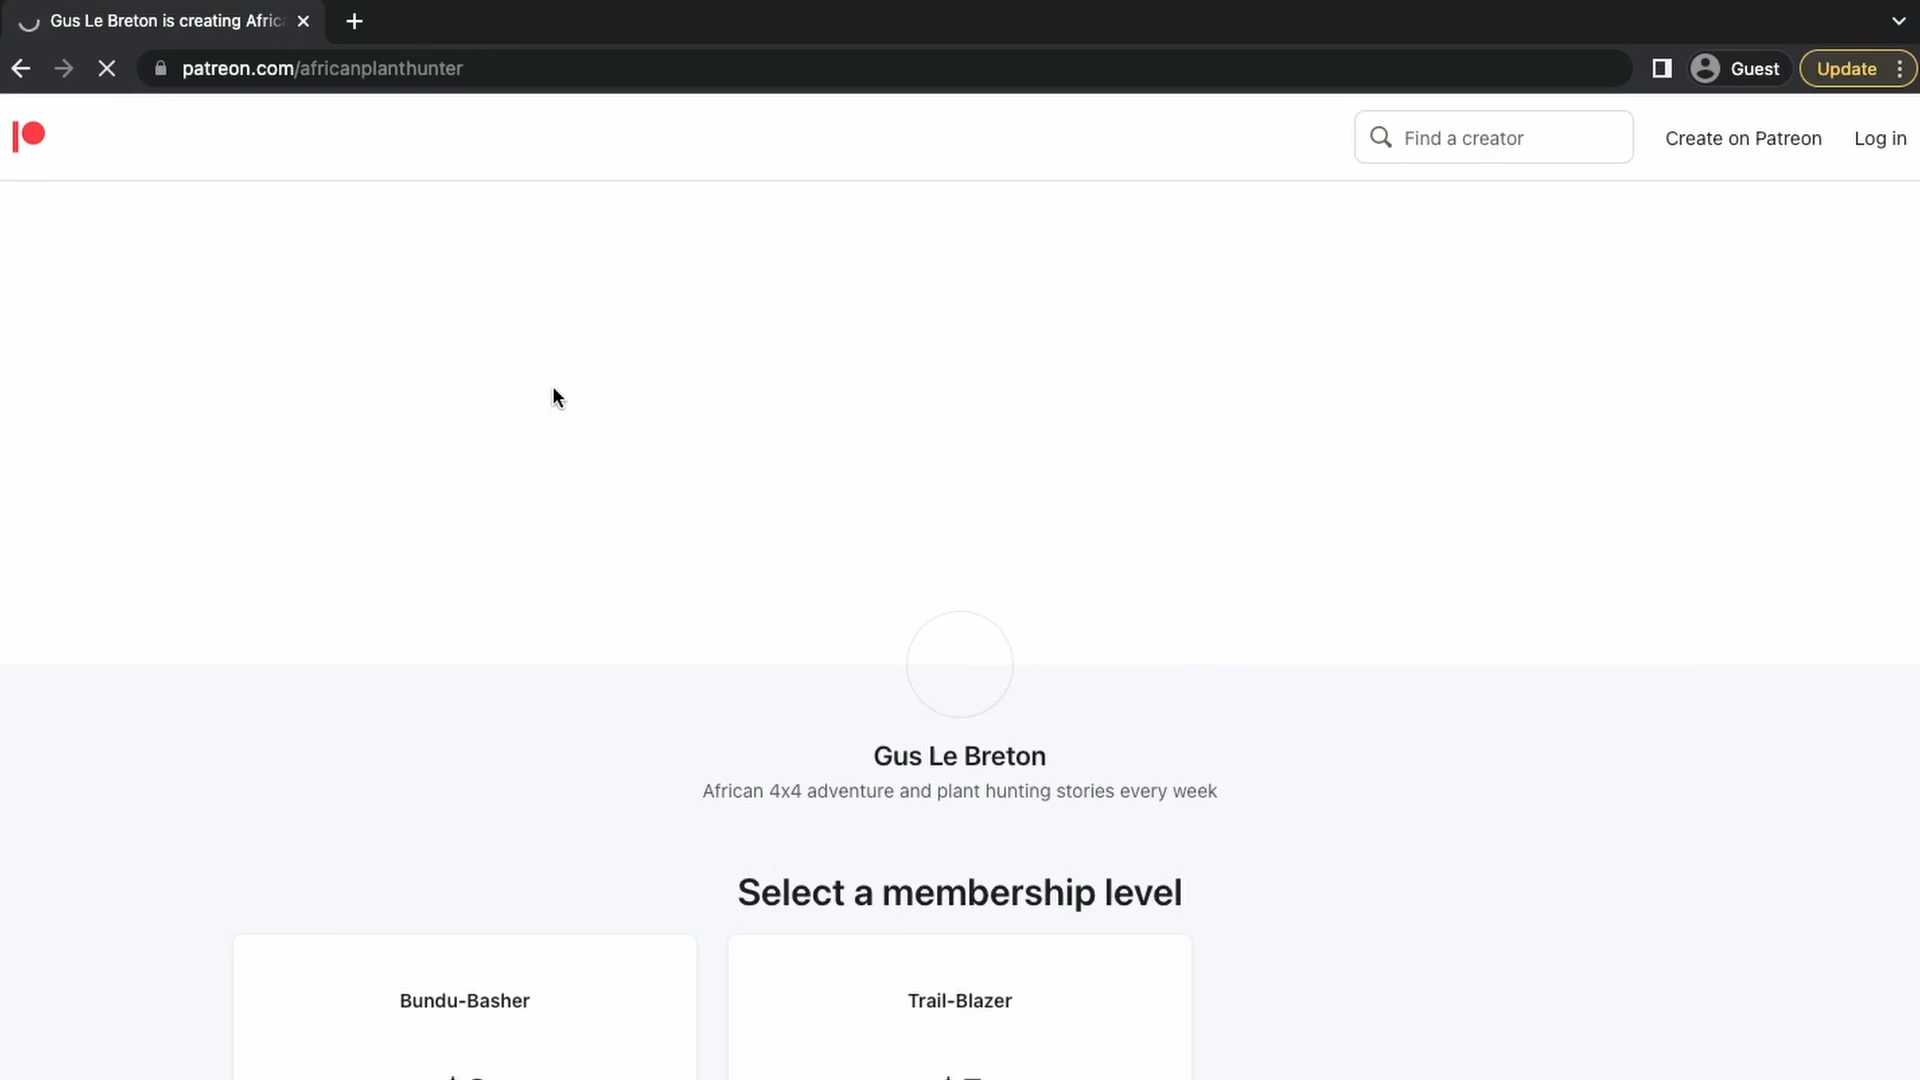 Gus Le Breton is creating Afric
patreon.com/africanplanthunter
Guest
Update
Find a creator
Create on Patreon
Log in
Gus Le Breton
African 4x4 adventure and plant hunting stories every week
Select a membership level
Bundu-Basher
Trail-Blazer